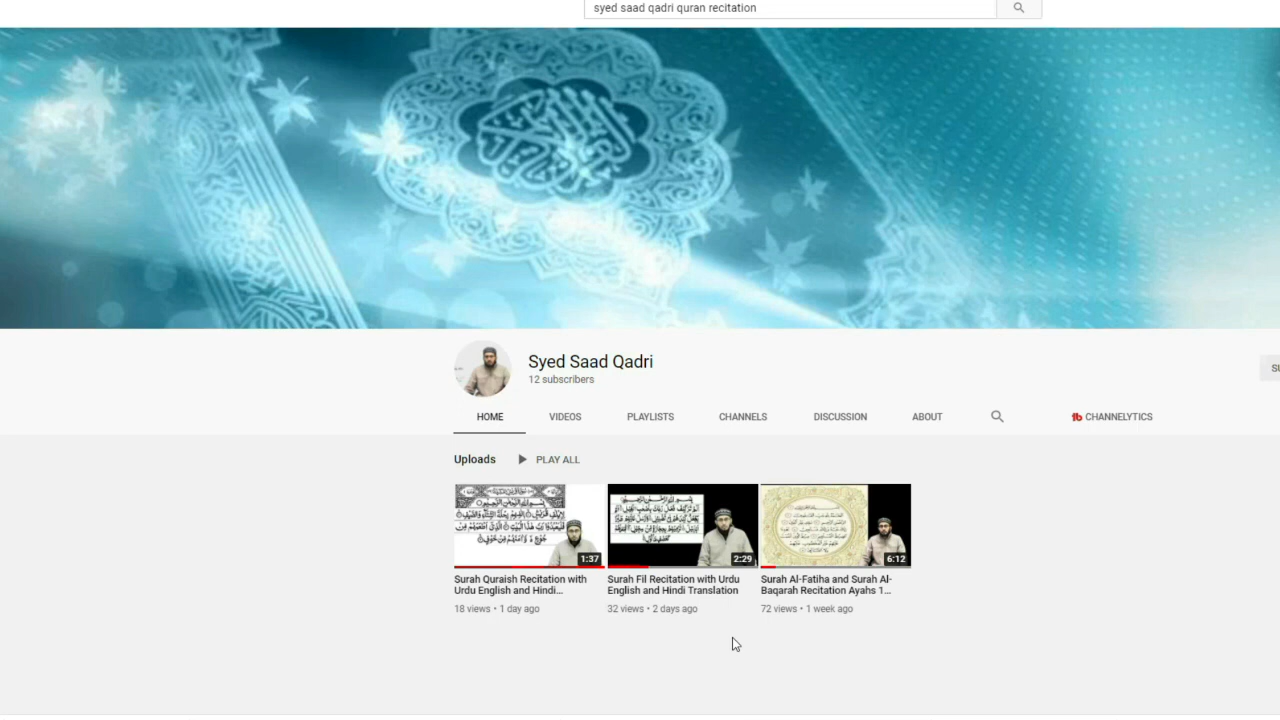 syed saad qadri quran recitation
Syed Saad Qadri
12 subscribers
HOME VIDEOS PLAYLISTS CHANNELS DISCUSSION ABOUT CHANNELYTICS
Uploads PLAY ALL
1:37 2:29 6:12
Surah Quraish Recitation with
Urdu English and Hindi...
18 views • 1 day ago
Surah Fil Recitation with Urdu
English and Hindi Translation
32 views • 2 days ago
Surah Al-Fatiha and Surah Al-
Baqarah Recitation Ayahs 1...
72 views • 1 week ago